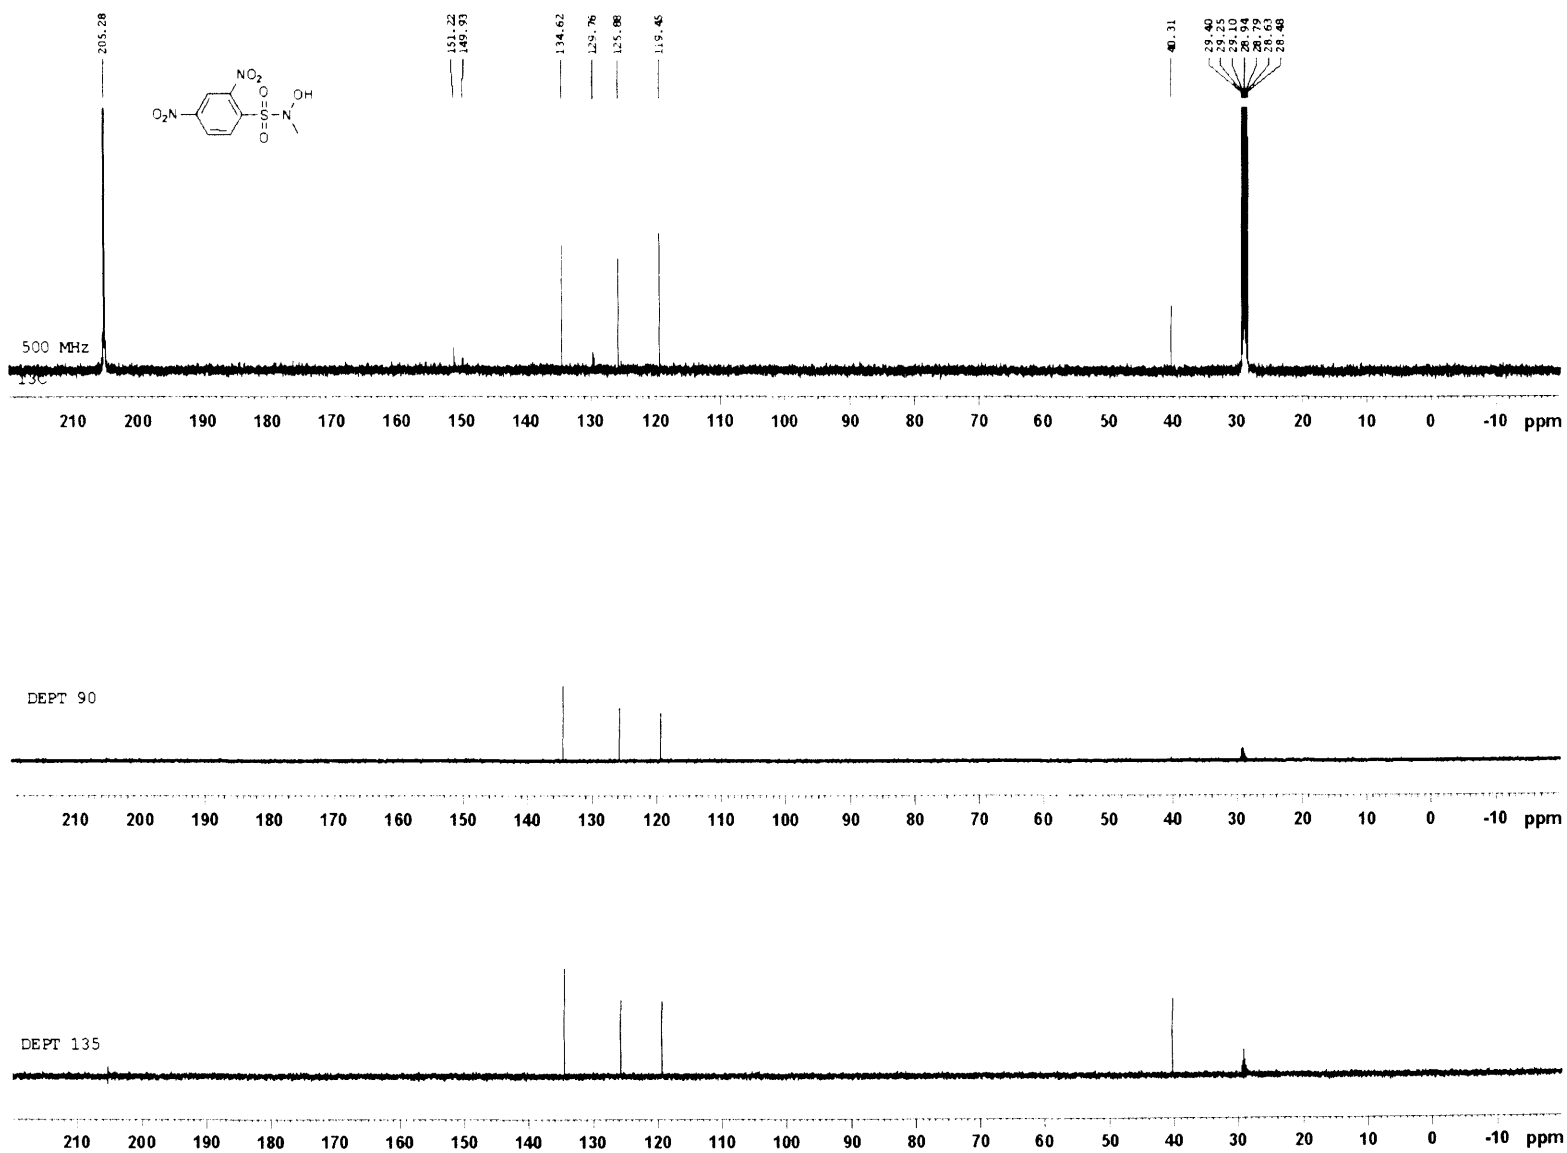 205.28
151.22
149.93
134.62
129.76
125.88
119.45
40.31
29.40
29.25
29.10
28.94
28.79
28.63
28.48
NO2
O2N
O
S
O
N
OH
500 MHz
13C
210 200 190 180 170 160 150 140 130 120 110 100 90 80 70 60 50 40 30 20 10 0 -10 ppm
DEPT 90
210 200 190 180 170 160 150 140 130 120 110 100 90 80 70 60 50 40 30 20 10 0 -10 ppm
DEPT 135
210 200 190 180 170 160 150 140 130 120 110 100 90 80 70 60 50 40 30 20 10 0 -10 ppm